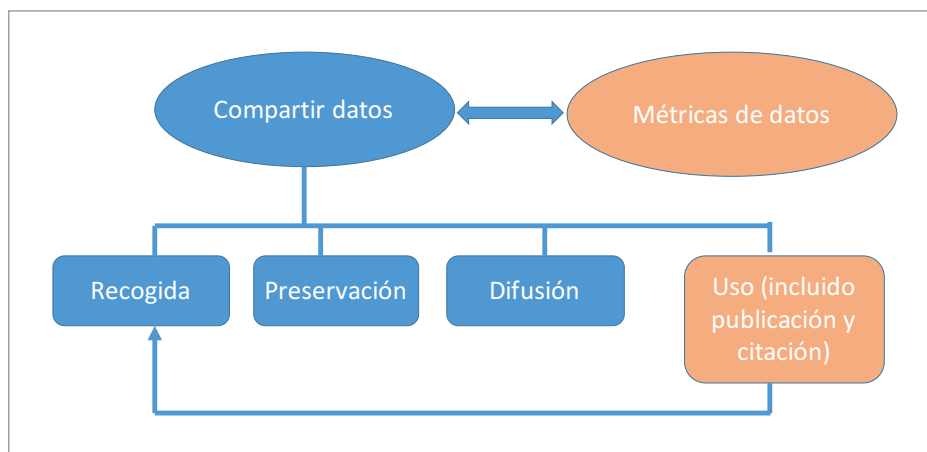 Compartir datos
Métricas de datos
Recogida
Preservación
Difusión
Uso (incluido
publicación y
citación)